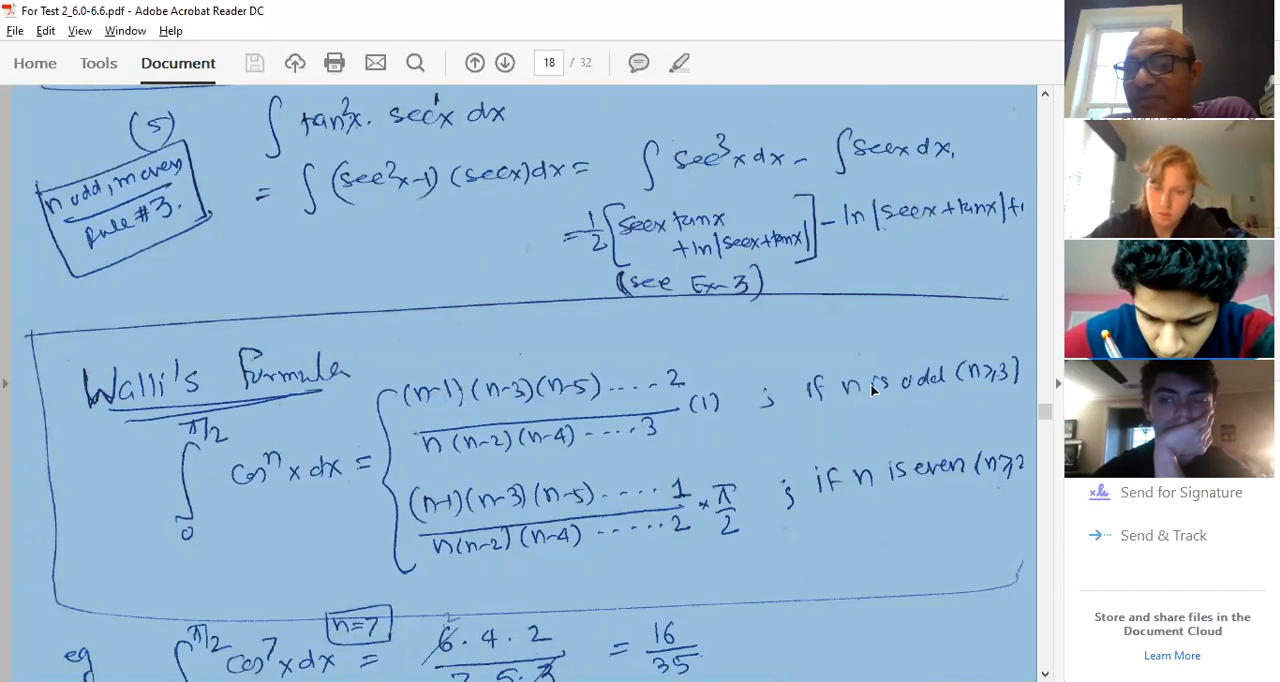 For Test 2_6.0-6.6.pdf - Adobe Acrobat Reader DC
File Edit View Window Help
Home Tools Document 18 / 32
(5) ∫ tan²x. sec¹x dx
n odd, m even
Rule #3.
= ∫ (sec²x-1) (secx)dx = ∫ sec³x dx - ∫ secx dx.
= 1/2 [secx tanx + ln|secx+tanx|] - ln|secx+tanx|+
(see Ex-3)
Walli's Formula
∫₀^π/2 cosⁿx dx =
(n-1)(n-3)(n-5)....2 / n(n-2)(n-4)....3 (1) ; if n is odd (n≥3)
(n-1)(n-3)(n-5)....1 / n(n-2)(n-4)......2 × π/2 ; if n is even (n≥2
n=7
eg ∫^π/2 cos⁷x dx = 6.4.2 / 7.5.3 = 16/35
Send for Signature
Send & Track
Store and share files in the
Document Cloud
Learn More